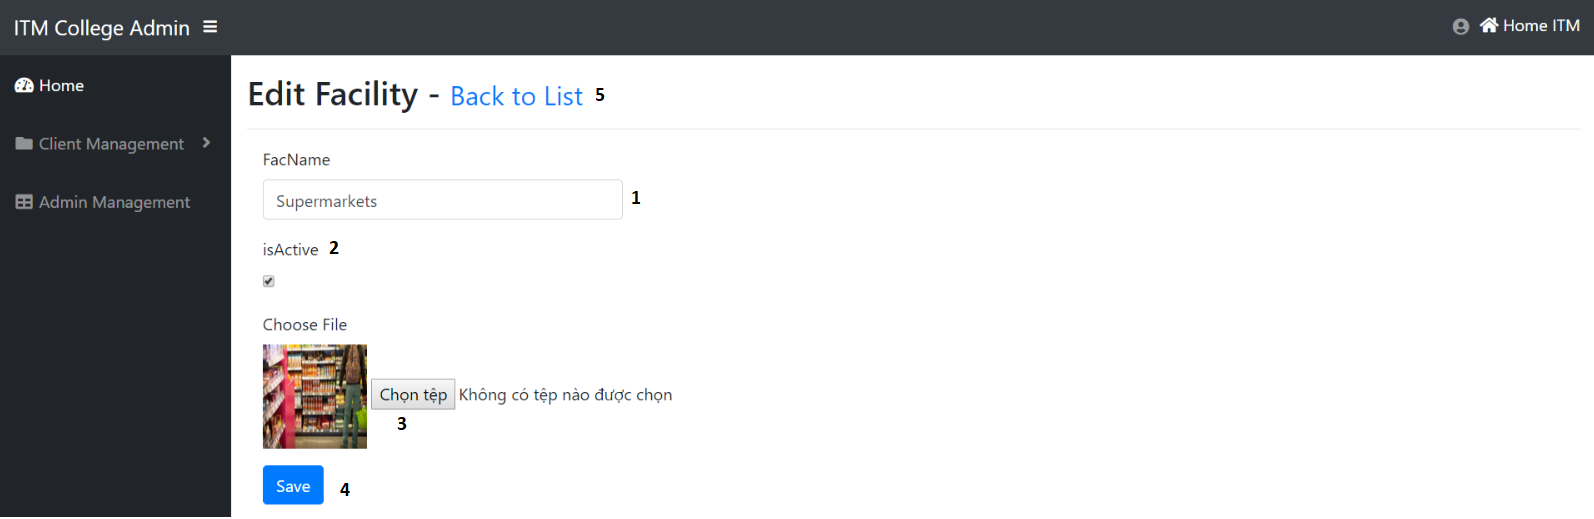 ITM College Admin
Home ITM
Home
Client Management
Admin Management
Edit Facility - Back to List 5
FacName
Supermarkets 1
isActive 2
Choose File
Chọn tệp Không có tệp nào được chọn
3
Save 4